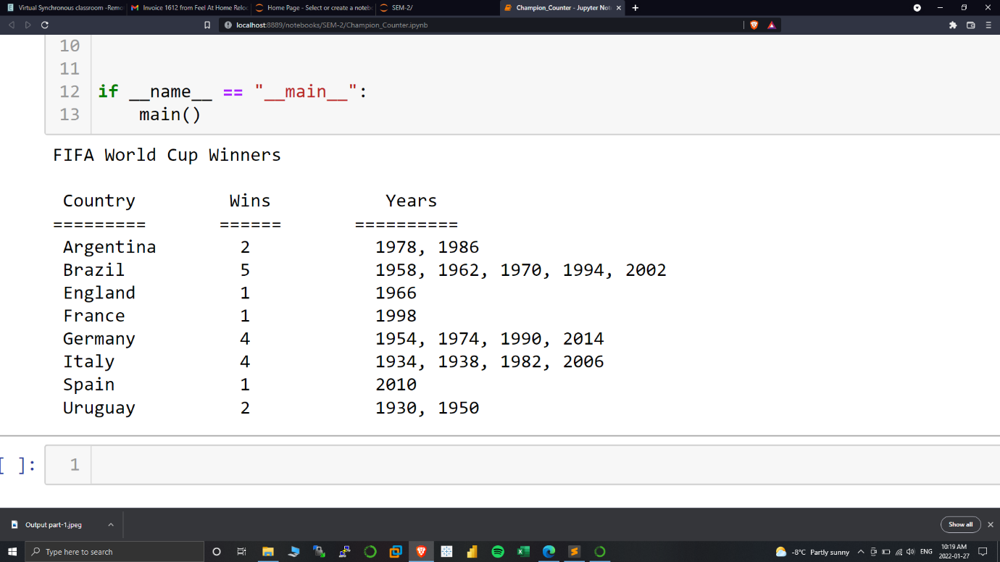 Virtual Synchronous classroom -Remo
Invoice 1612 from Feel At Home Reloc
Home Page - Select or create a notebo
SEM-2/
Champion_Counter - Jupyter Not
localhost:8889/notebooks/SEM-2/Champion_Counter.ipynb
10
11
12 if __name__ == "__main__":
13 main()
FIFA World Cup Winners
Country Wins Years
========= ====== ==========
Argentina 2 1978, 1986
Brazil 5 1958, 1962, 1970, 1994, 2002
England 1 1966
France 1 1998
Germany 4 1954, 1974, 1990, 2014
Italy 4 1934, 1938, 1982, 2006
Spain 1 2010
Uruguay 2 1930, 1950
[ ]: 1
Output part-1.jpeg
Show all
Type here to search
-8°C Partly sunny
ENG
10:19 AM
2022-01-27